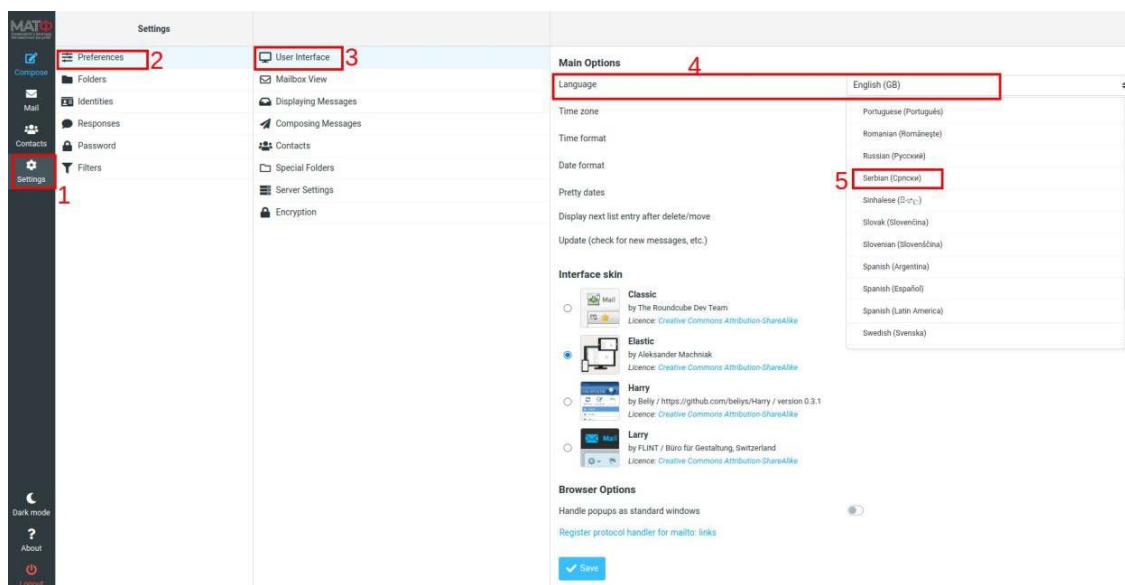 МАТФ
Compose
Mail
Contacts
Settings
1
Dark mode
?
About
Logout
Settings
Preferences
2
Folders
Identities
Responses
Password
Filters
User Interface
3
Mailbox View
Displaying Messages
Composing Messages
Contacts
Special Folders
Server Settings
Encryption
Main Options
4
Language
English (GB)
Time zone
Time format
Date format
Pretty dates
Display next list entry after delete/move
Update (check for new messages, etc.)
Portuguese (Português)
Romanian (Româneşte)
Russian (Русский)
5
Serbian (Српски)
Sinhalese
Slovak (Slovenčina)
Slovenian (Slovenščina)
Spanish (Argentina)
Spanish (Español)
Spanish (Latin America)
Swedish (Svenska)
Interface skin
Mail
Classic
by The Roundcube Dev Team
Licence: Creative Commons Attribution-ShareAlike
Elastic
by Aleksander Machniak
Licence: Creative Commons Attribution-ShareAlike
Harry
by Beliy / https://github.com/beliys/Harry / version 0.3.1
Licence: Creative Commons Attribution-ShareAlike
Mail
Larry
by FLINT / Büro für Gestaltung, Switzerland
Licence: Creative Commons Attribution-ShareAlike
Browser Options
Handle popups as standard windows
Register protocol handler for mailto: links
Save